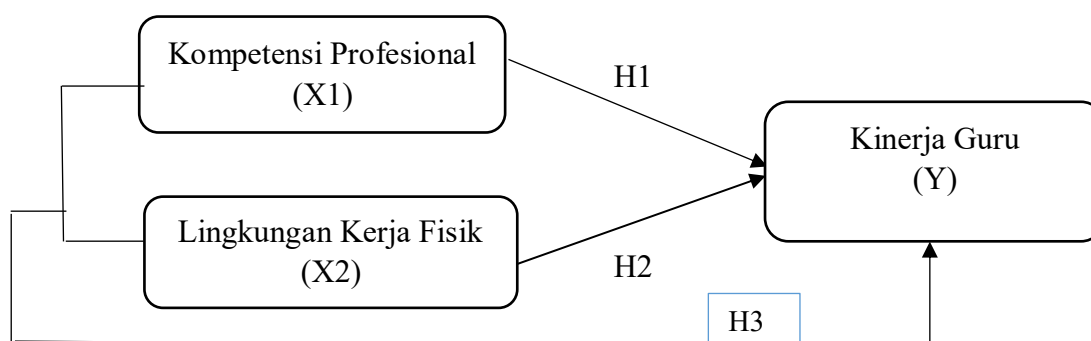 Kompetensi Profesional
(X1)
H1
Kinerja Guru
(Y)
Lingkungan Kerja Fisik
(X2)
H2
H3